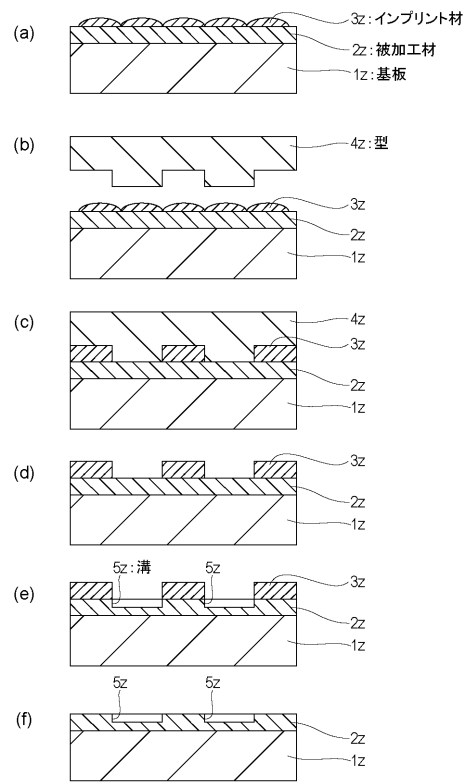 (a)
3z:インプリント材
2z:被加工材
1z:基板
(b)
4z:型
3z
2z
1z
(c)
4z
3z
2z
1z
(d)
3z
2z
1z
(e)
5z:溝 5z
3z
2z
1z
(f)
5z 5z
2z
1z